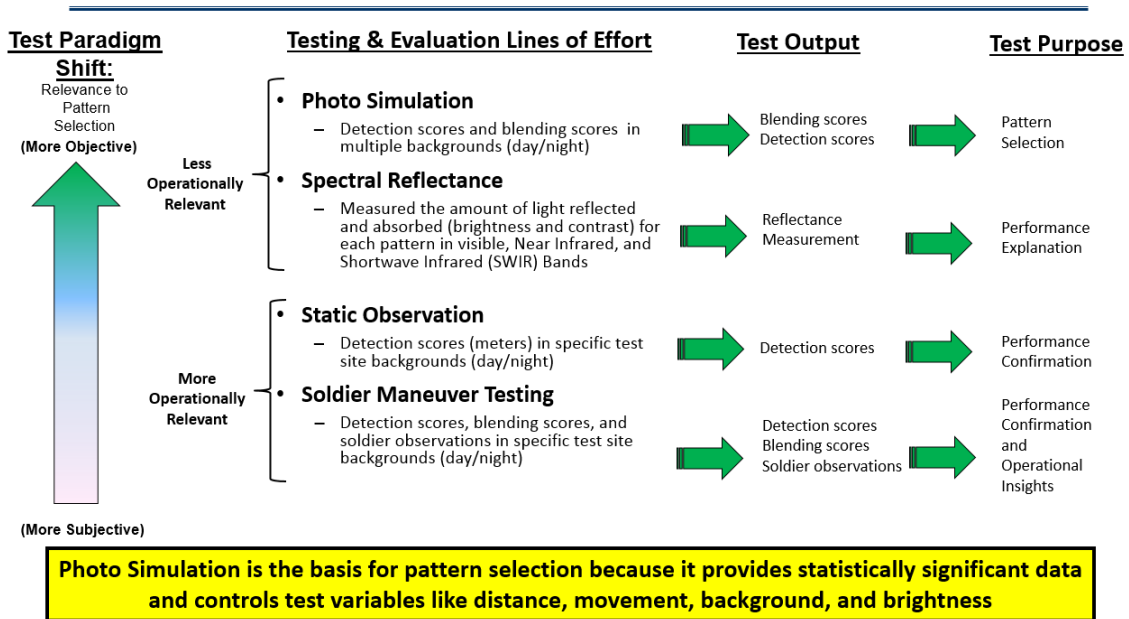 Test Paradigm
Shift:
Relevance to
Pattern
Selection
(More Objective)
(More Subjective)
Less
Operationally
Relevant
More
Operationally
Relevant
Testing & Evaluation Lines of Effort
• Photo Simulation
– Detection scores and blending scores in
multiple backgrounds (day/night)
• Spectral Reflectance
– Measured the amount of light reflected
and absorbed (brightness and contrast) for
each pattern in visible, Near Infrared, and
Shortwave Infrared (SWIR) Bands
• Static Observation
– Detection scores (meters) in specific test
site backgrounds (day/night)
• Soldier Maneuver Testing
– Detection scores, blending scores, and
soldier observations in specific test site
backgrounds (day/night)
Test Output
Blending scores
Detection scores
Reflectance
Measurement
Detection scores
Detection scores
Blending scores
Soldier observations
Test Purpose
Pattern
Selection
Performance
Explanation
Performance
Confirmation
Performance
Confirmation
and
Operational
Insights
Photo Simulation is the basis for pattern selection because it provides statistically significant data
and controls test variables like distance, movement, background, and brightness